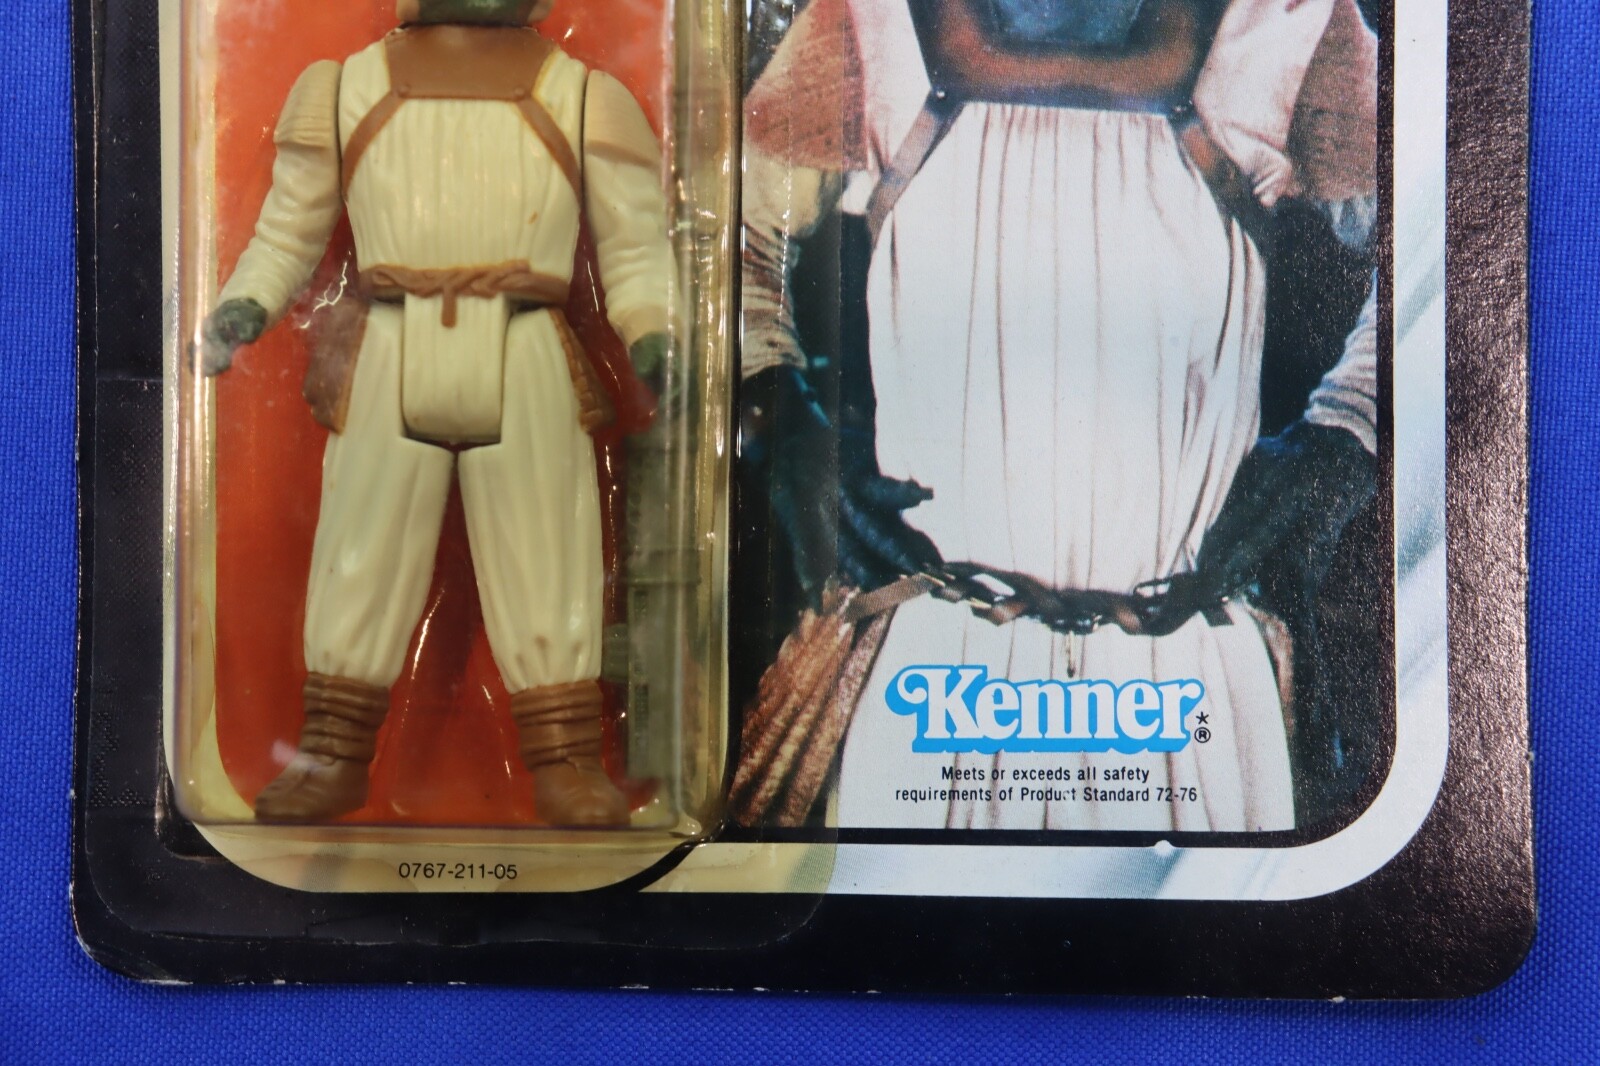 Kenner*®
Meets or exceeds all safety
requirements of Product Standard 72-76
0767-211-05